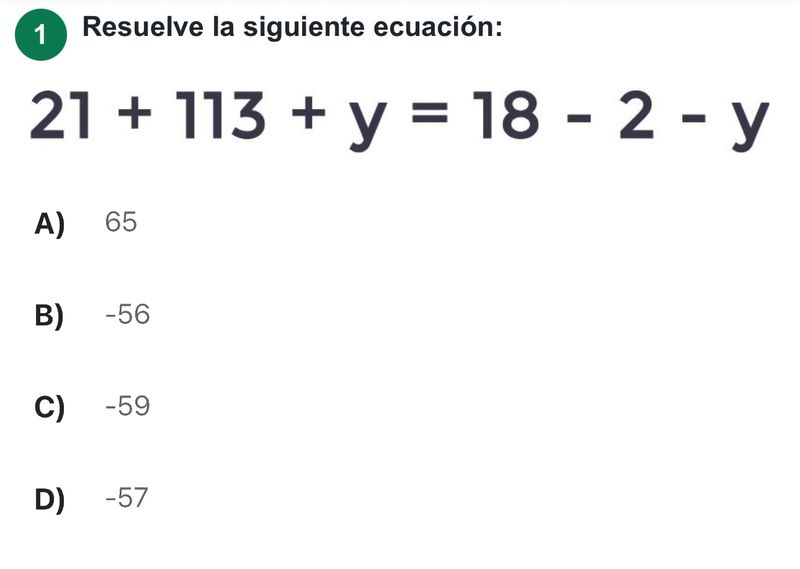 1 Resuelve la siguiente ecuación:
21 + 113 + y = 18 - 2 - y
A) 65
B) -56
C) -59
D) -57